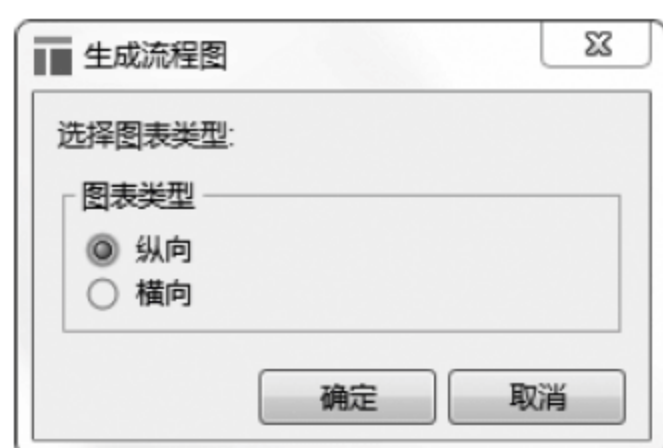 生成流程图
选择图表类型:
图表类型
纵向
横向
确定 取消